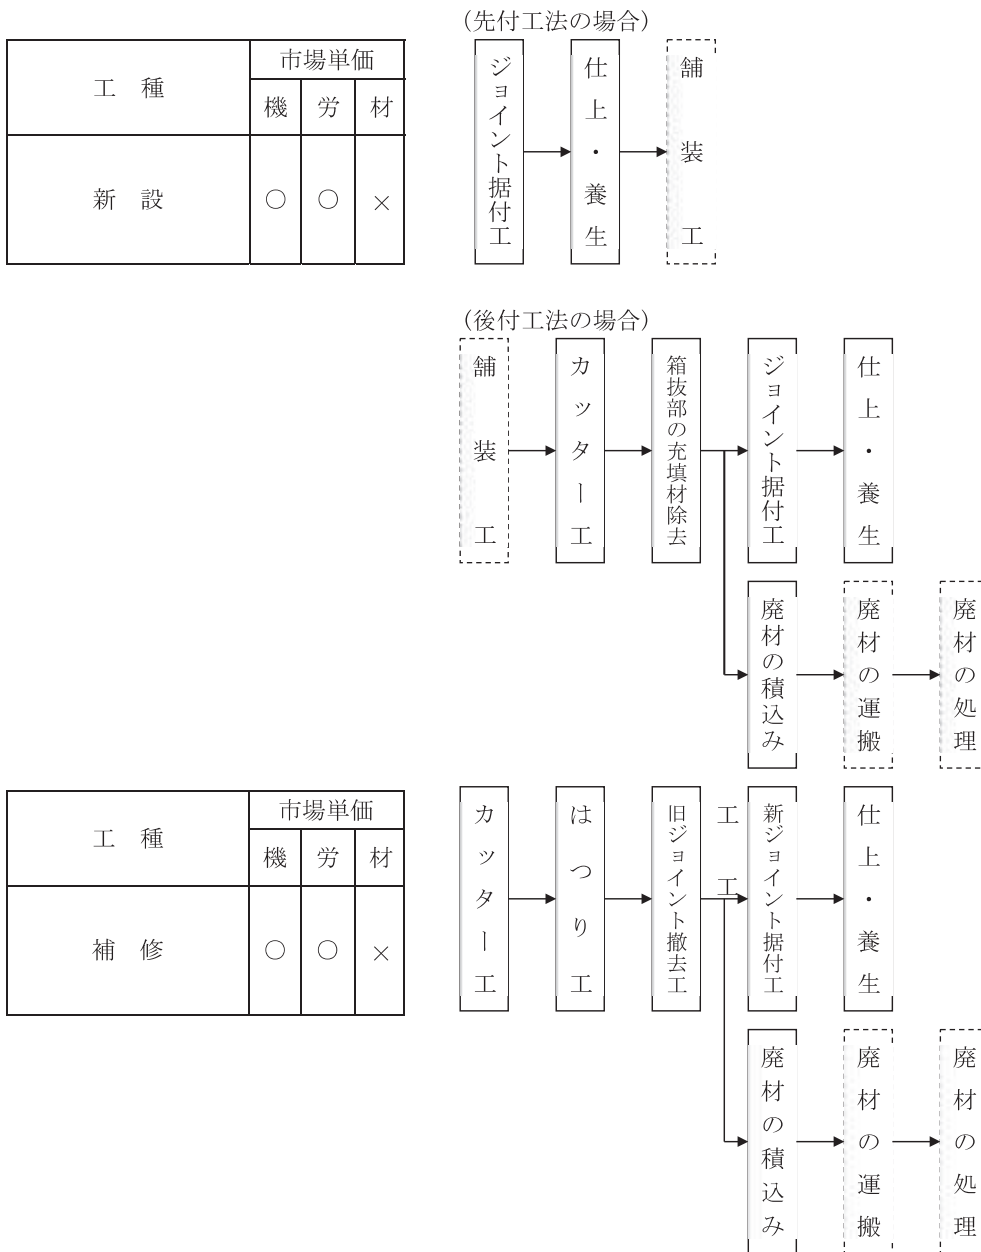 (先付工法の場合)
工 種
市場単価
機 労 材
新 設 ○ ○ ×
ジョイント据付工
仕上・養生
舗装工
(後付工法の場合)
舗装工
カッター工
箱抜部の充填材除去
ジョイント据付工
仕上・養生
廃材の積込み
廃材の運搬
廃材の処理
工 種
市場単価
機 労 材
補 修 ○ ○ ×
カッター工
はつり工
旧ジョイント撤去工
工
工
新ジョイント据付工
仕上・養生
廃材の積込み
廃材の運搬
廃材の処理